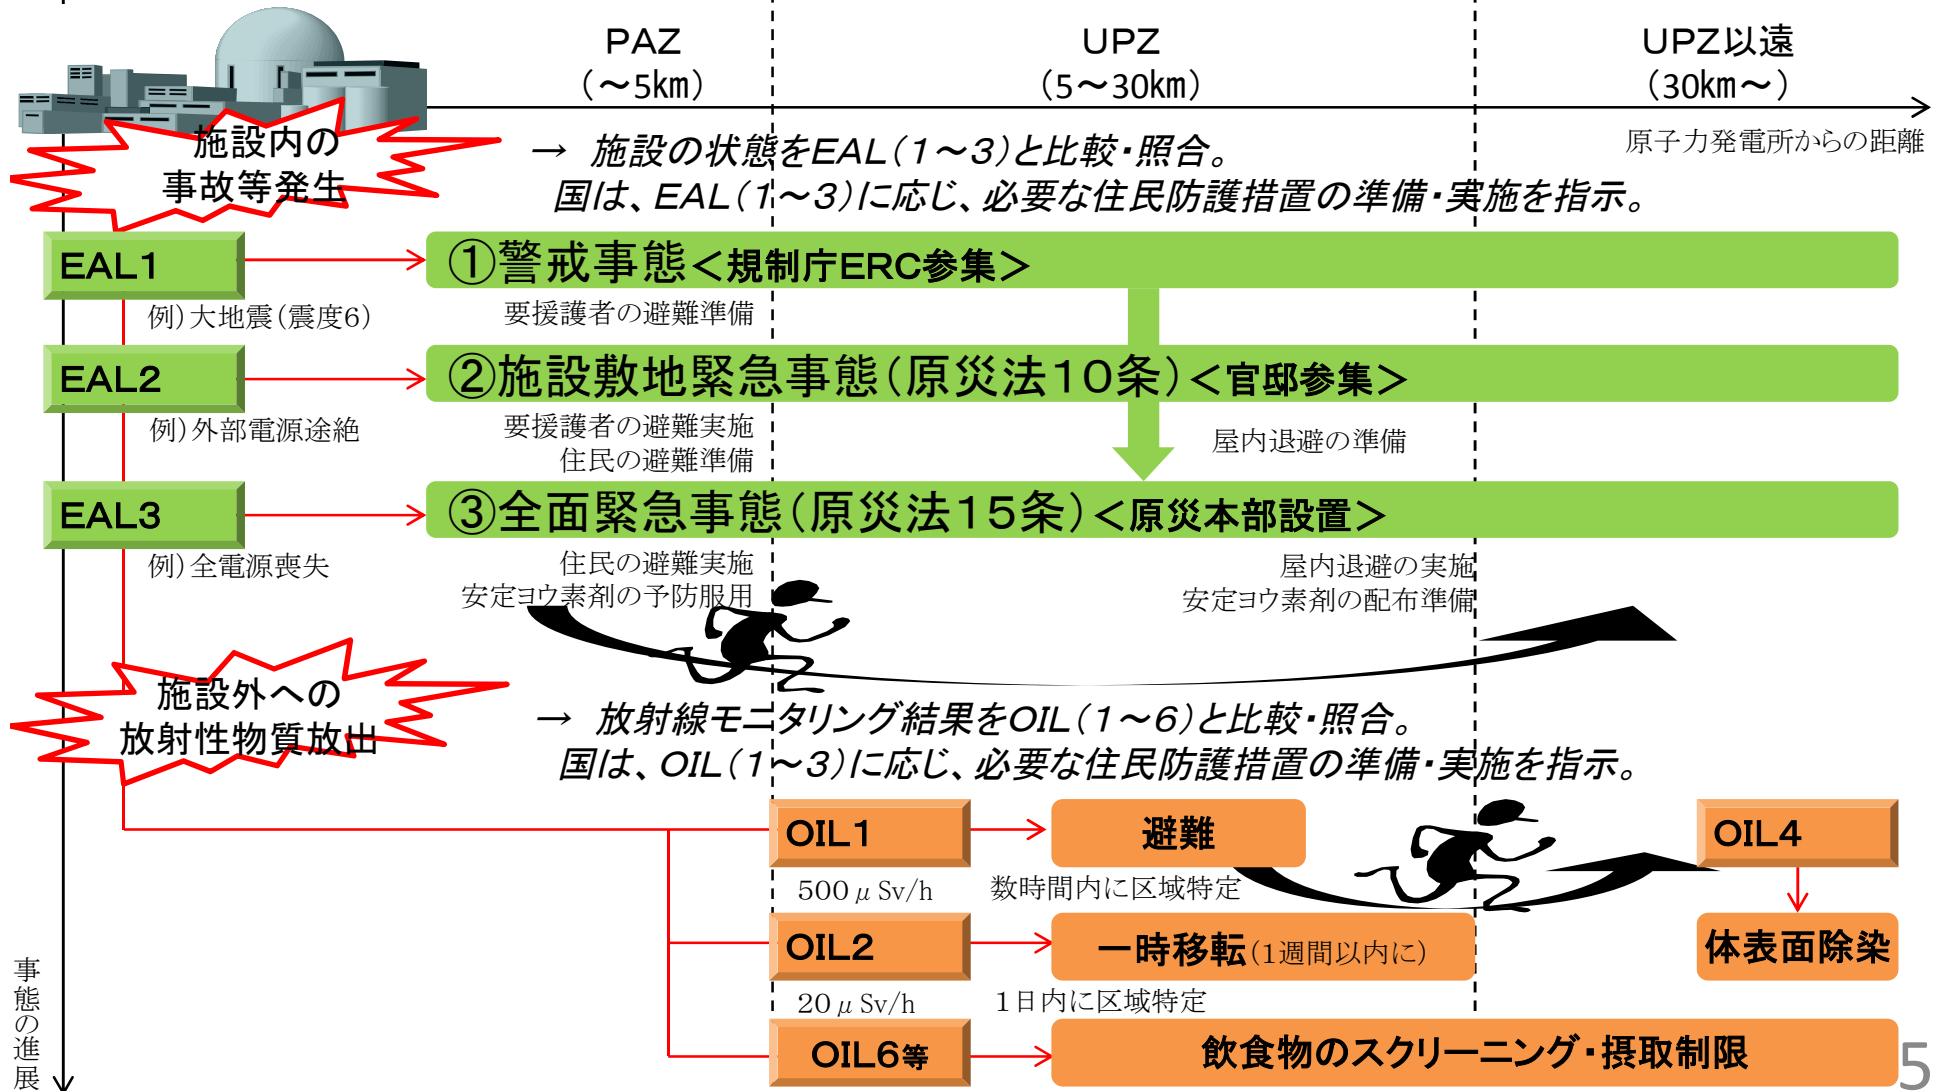 PAZ
（～5㎞）
UPZ
（5～30㎞）
UPZ以遠
（30㎞～）
原子力発電所からの距離
施設内の
事故等発生
→ 施設の状態をEAL（1～3）と比較・照合。
国は、EAL（1～3）に応じ、必要な住民防護措置の準備・実施を指示。
EAL1
①警戒事態＜規制庁ERC参集＞
例）大地震（震度6）
要援護者の避難準備
EAL2
②施設敷地緊急事態（原災法10条）＜官邸参集＞
例）外部電源途絶
要援護者の避難実施
住民の避難準備
屋内退避の準備
EAL3
③全面緊急事態（原災法15条）＜原災本部設置＞
例）全電源喪失
住民の避難実施
安定ヨウ素剤の予防服用
屋内退避の実施
安定ヨウ素剤の配布準備
施設外への
放射性物質放出
→ 放射線モニタリング結果をOIL（1～6）と比較・照合。
国は、OIL（1～3）に応じ、必要な住民防護措置の準備・実施を指示。
OIL1
避難
OIL4
500μSv/h
数時間内に区域特定
OIL2
一時移転（1週間以内に）
体表面除染
20μSv/h
1日内に区域特定
OIL6等
飲食物のスクリーニング・摂取制限
事態の進展
5